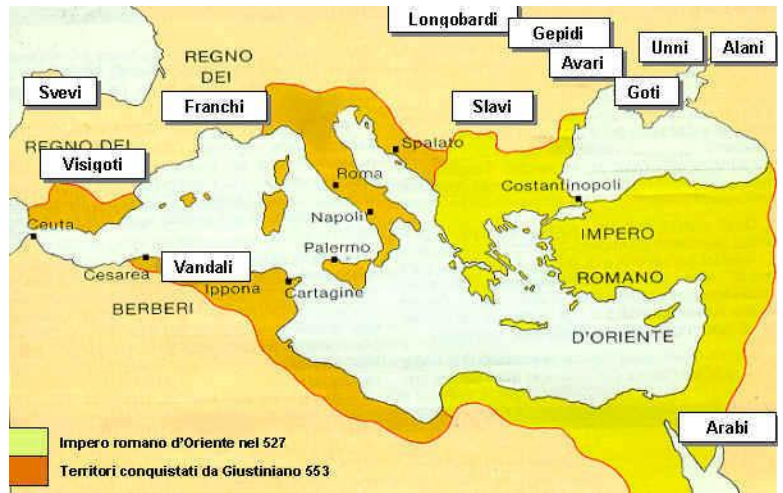 Longobardi
Gepidi
Unni
Alani
Avari
REGNO
DEI
Franchi
Svevi
Slavi
Goti
REGNO DEI
Visigoti
Spalato
Roma
Costantinopoli
Napoli
Ceuta
IMPERO
Palermo
Vandali
Cesarea
ROMANO
Ippona
Cartagine
BERBERI
D'ORIENTE
Arabi
Impero romano d'Oriente nel 527
Territori conquistati da Giustiniano 553